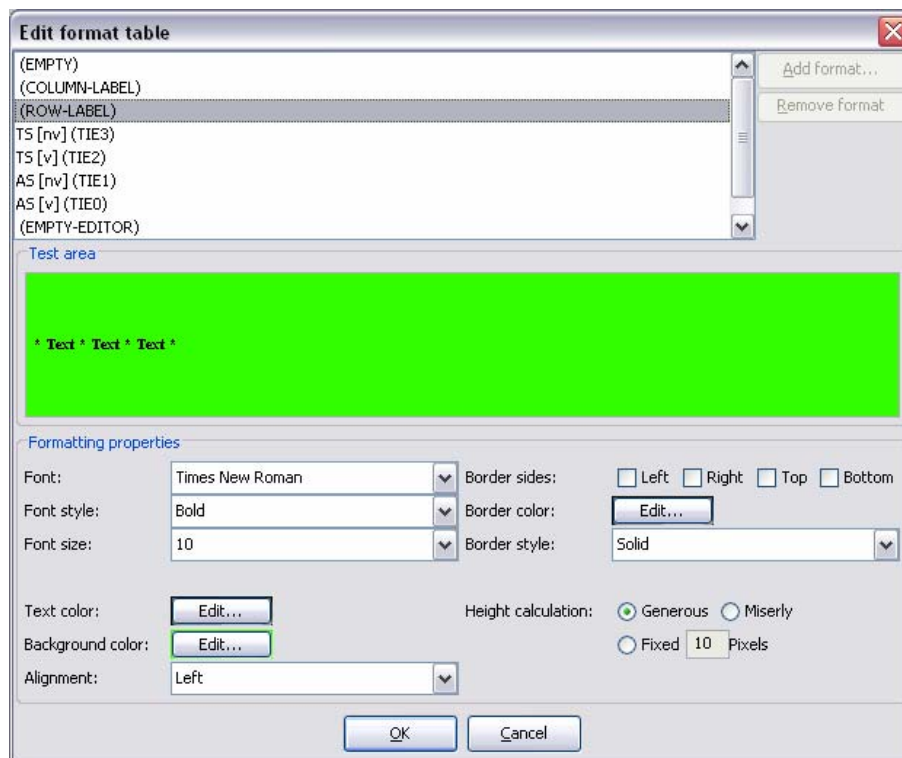 Edit format table
(EMPTY)
(COLUMN-LABEL)
(ROW-LABEL)
TS [nv] (TIE3)
TS [v] (TIE2)
AS [nv] (TIE1)
AS [v] (TIE0)
(EMPTY-EDITOR)
Add format...
Remove format
Test area
* Text * Text * Text *
Formatting properties
Font: Times New Roman Border sides: Left Right Top Bottom
Font style: Bold Border color: Edit...
Font size: 10 Border style: Solid
Text color: Edit... Height calculation: Generous Miserly
Background color: Edit... Fixed 10 Pixels
Alignment: Left
OK Cancel